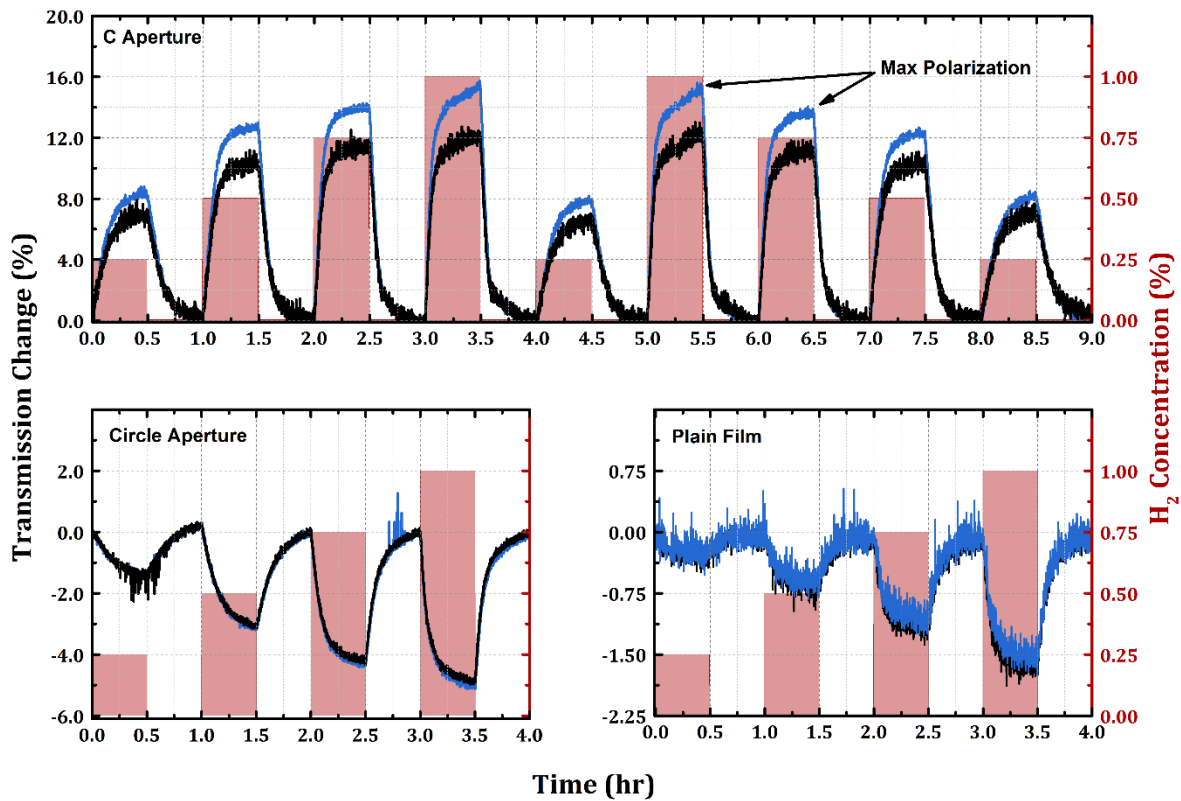 C Aperture
Max Polarization
20.0
16.0
12.0
8.0
4.0
0.0
1.00
0.75
0.50
0.25
0.00
0.0 0.5 1.0 1.5 2.0 2.5 3.0 3.5 4.0 4.5 5.0 5.5 6.0 6.5 7.0 7.5 8.0 8.5 9.0
Transmission Change (%)
H2 Concentration (%)
Circle Aperture
2.0
0.0
-2.0
-4.0
-6.0
0.0 0.5 1.0 1.5 2.0 2.5 3.0 3.5 4.0
Plain Film
0.75
0.00
-0.75
-1.50
-2.25
1.00
0.75
0.50
0.25
0.00
0.0 0.5 1.0 1.5 2.0 2.5 3.0 3.5 4.0
Time (hr)